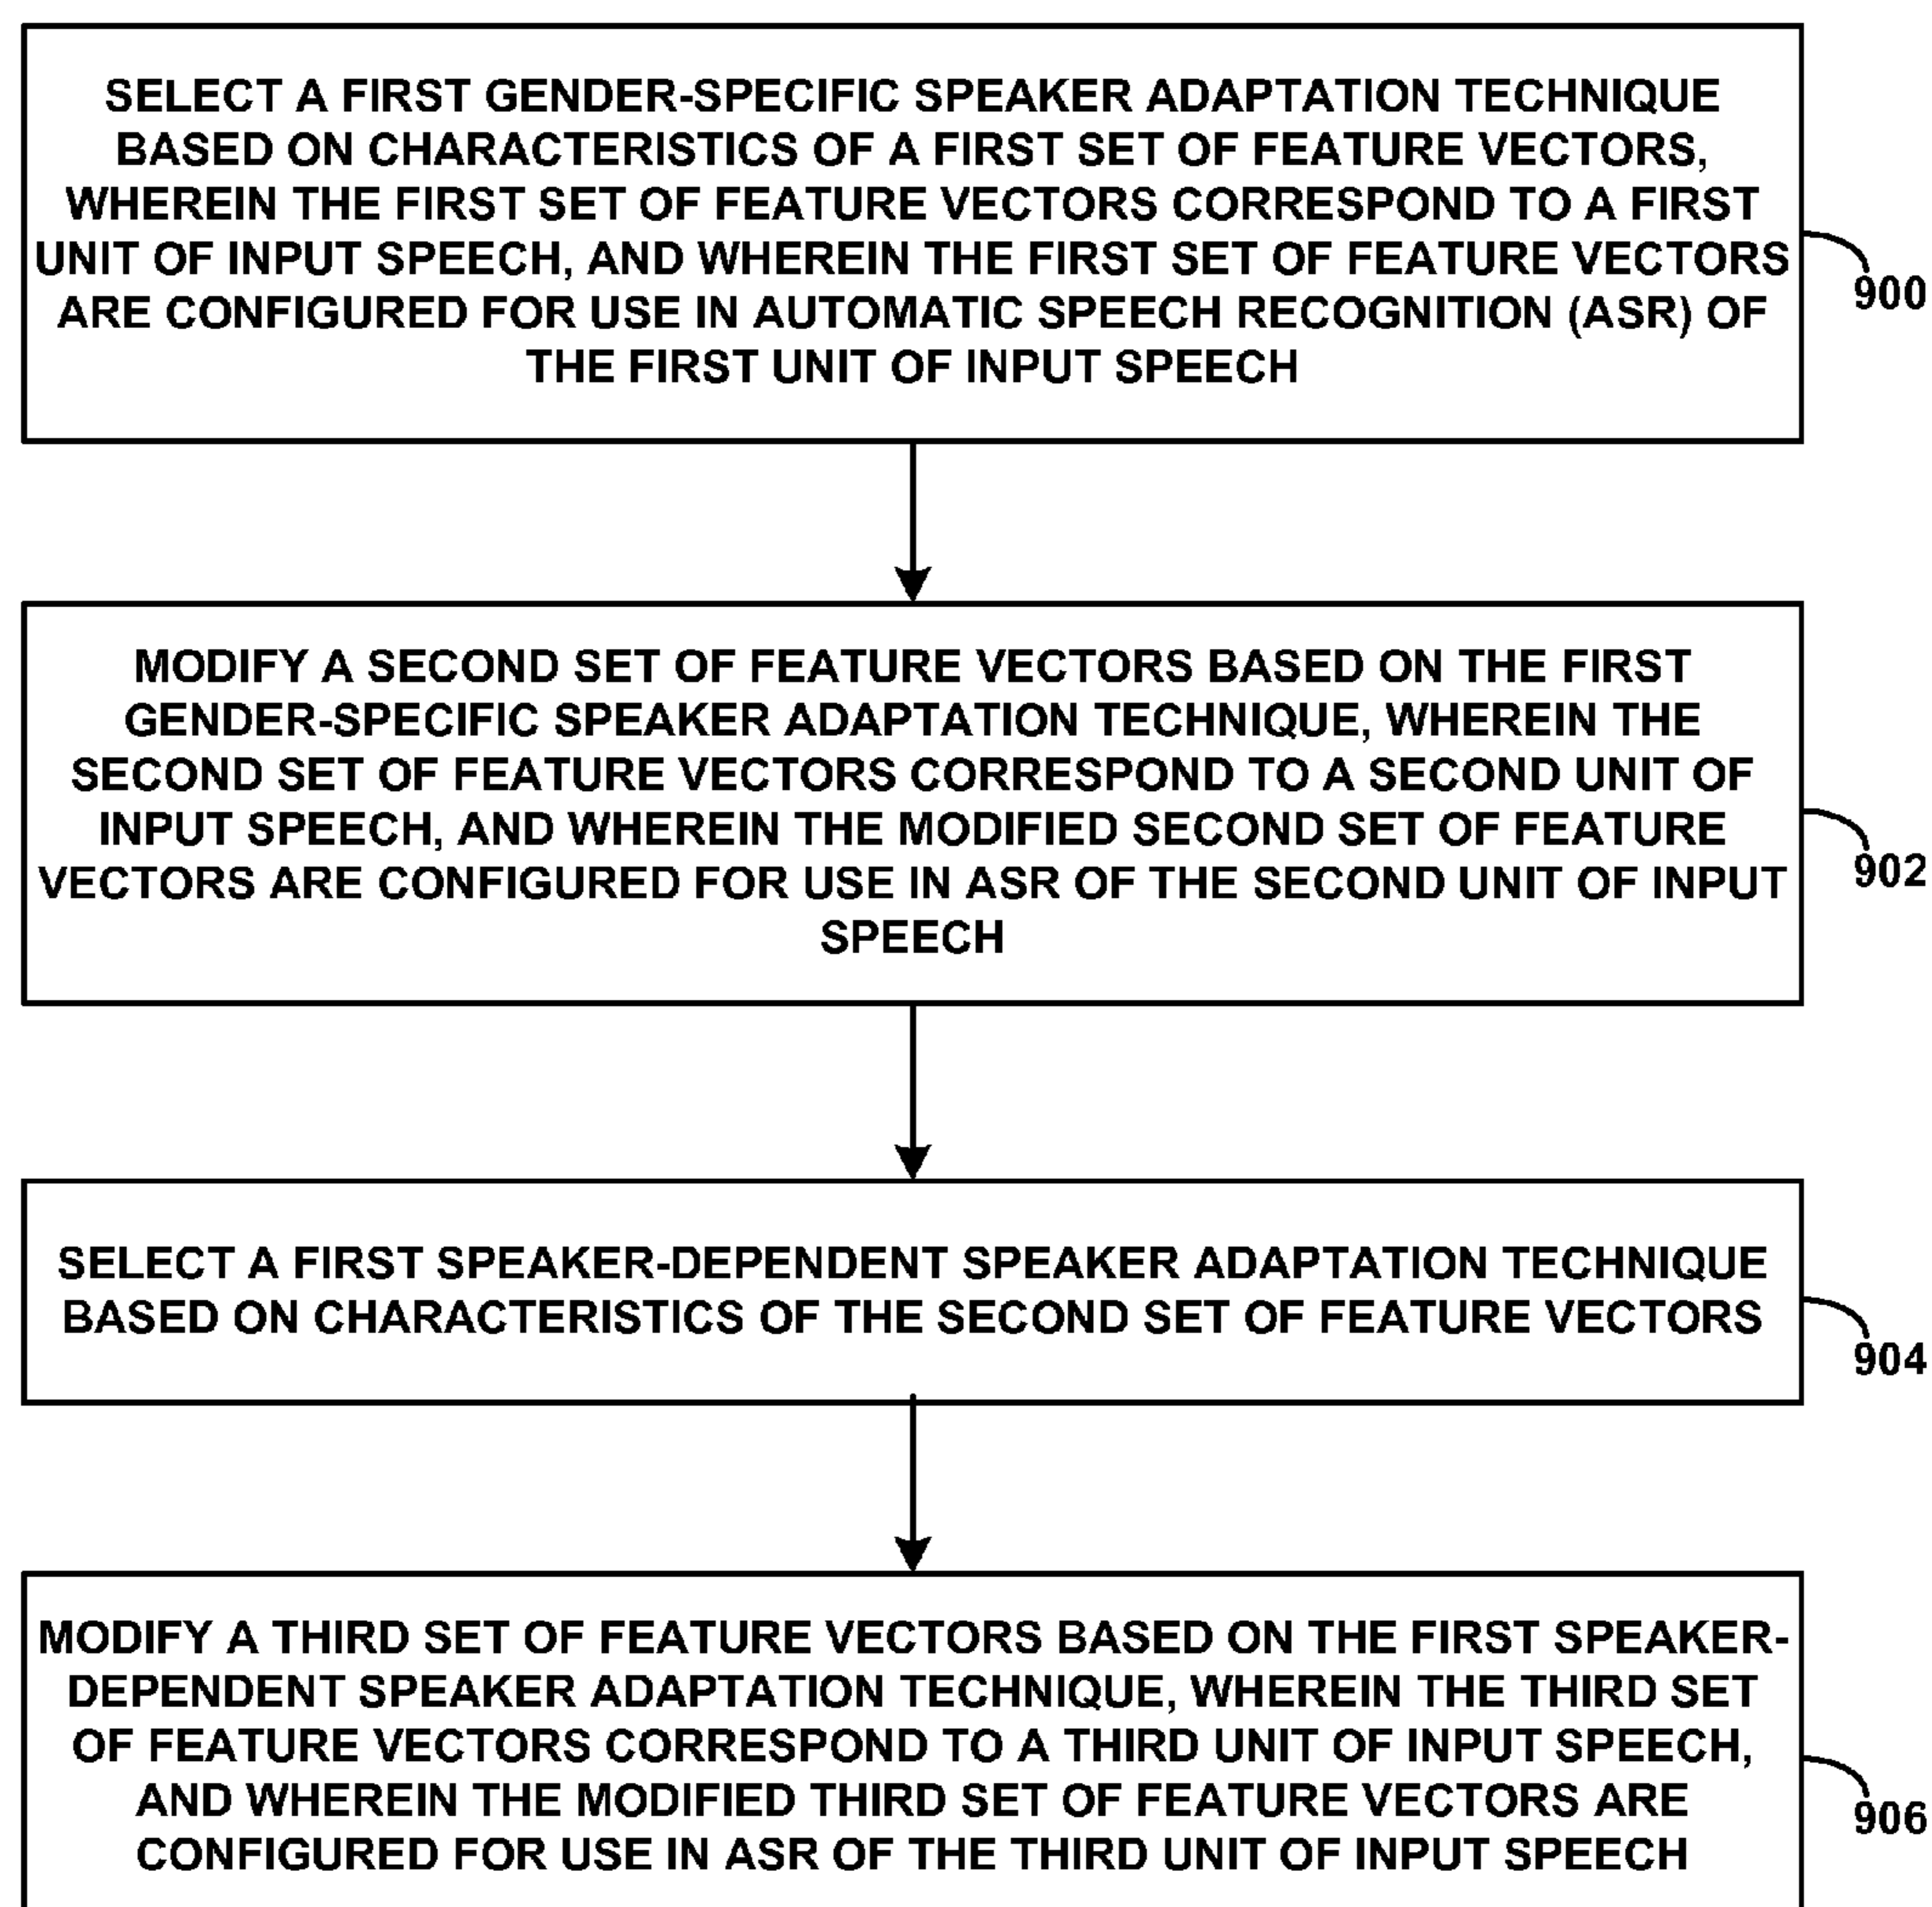 SELECT A FIRST GENDER-SPECIFIC SPEAKER ADAPTATION TECHNIQUE
BASED ON CHARACTERISTICS OF A FIRST SET OF FEATURE VECTORS,
WHEREIN THE FIRST SET OF FEATURE VECTORS CORRESPOND TO A FIRST
UNIT OF INPUT SPEECH, AND WHEREIN THE FIRST SET OF FEATURE VECTORS
ARE CONFIGURED FOR USE IN AUTOMATIC SPEECH RECOGNITION (ASR) OF
THE FIRST UNIT OF INPUT SPEECH
900
MODIFY A SECOND SET OF FEATURE VECTORS BASED ON THE FIRST
GENDER-SPECIFIC SPEAKER ADAPTATION TECHNIQUE, WHEREIN THE
SECOND SET OF FEATURE VECTORS CORRESPOND TO A SECOND UNIT OF
INPUT SPEECH, AND WHEREIN THE MODIFIED SECOND SET OF FEATURE
VECTORS ARE CONFIGURED FOR USE IN ASR OF THE SECOND UNIT OF INPUT
SPEECH
902
SELECT A FIRST SPEAKER-DEPENDENT SPEAKER ADAPTATION TECHNIQUE
BASED ON CHARACTERISTICS OF THE SECOND SET OF FEATURE VECTORS
904
MODIFY A THIRD SET OF FEATURE VECTORS BASED ON THE FIRST SPEAKER-
DEPENDENT SPEAKER ADAPTATION TECHNIQUE, WHEREIN THE THIRD SET
OF FEATURE VECTORS CORRESPOND TO A THIRD UNIT OF INPUT SPEECH,
AND WHEREIN THE MODIFIED THIRD SET OF FEATURE VECTORS ARE
CONFIGURED FOR USE IN ASR OF THE THIRD UNIT OF INPUT SPEECH
906